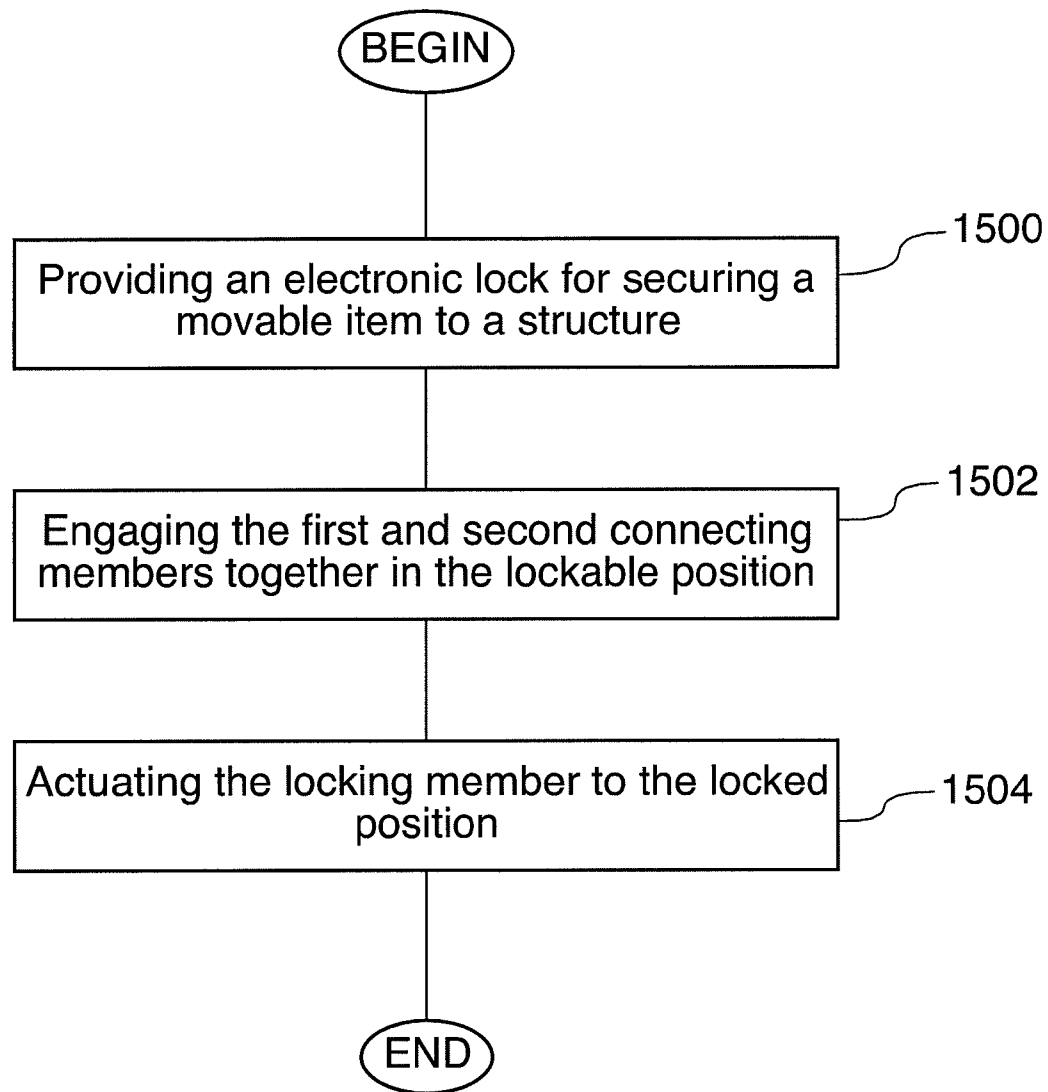 BEGIN
1500
Providing an electronic lock for securing a
movable item to a structure
1502
Engaging the first and second connecting
members together in the lockable position
Actuating the locking member to the locked
position
1504
END